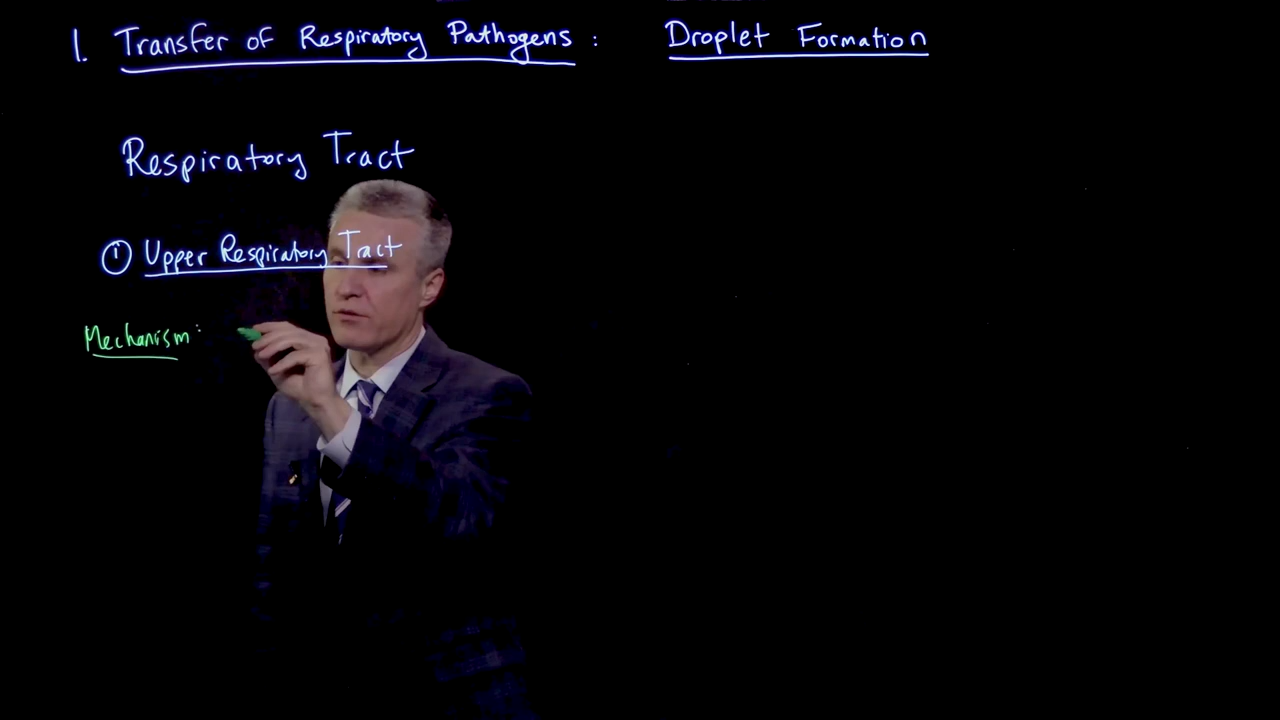 1. Transfer of Respiratory Pathogens : Droplet Formation
Respiratory Tract
① Upper Respiratory Tract
Mechanism: